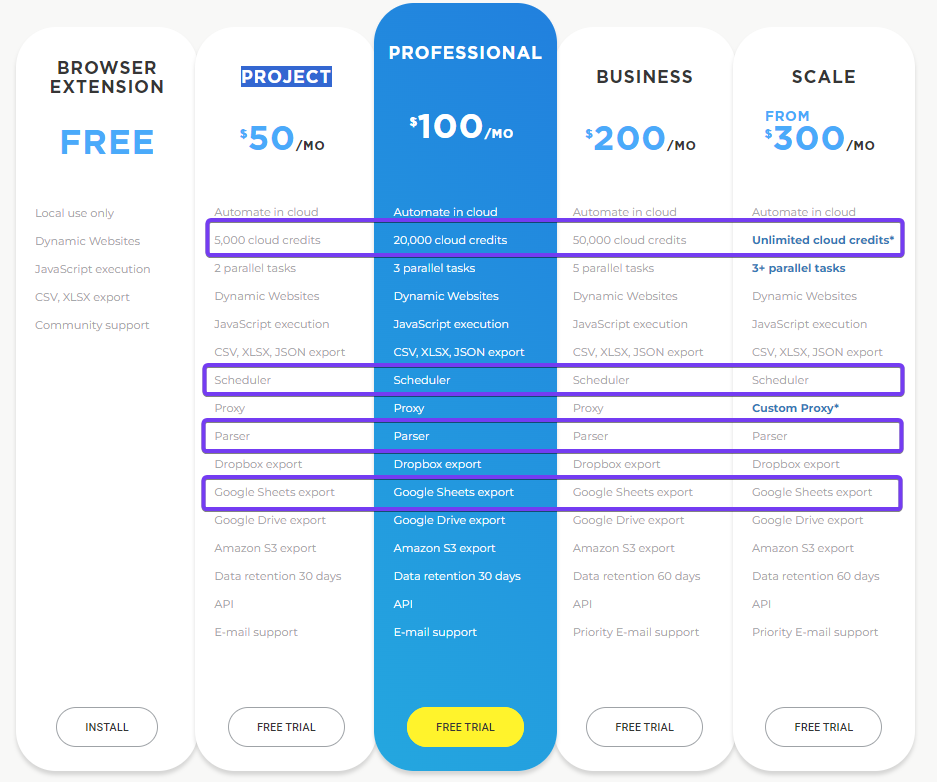 BROWSER
EXTENSION
FREE
Local use only
Dynamic Websites
JavaScript execution
CSV, XLSX export
Community support
INSTALL
PROJECT
$50/MO
Automate in cloud
5,000 cloud credits
2 parallel tasks
Dynamic Websites
JavaScript execution
CSV, XLSX, JSON export
Scheduler
Proxy
Parser
Dropbox export
Google Sheets export
Google Drive export
Amazon S3 export
Data retention 30 days
API
E-mail support
FREE TRIAL
PROFESSIONAL
$100/MO
Automate in cloud
20,000 cloud credits
3 parallel tasks
Dynamic Websites
JavaScript execution
CSV, XLSX, JSON export
Scheduler
Proxy
Parser
Dropbox export
Google Sheets export
Google Drive export
Amazon S3 export
Data retention 30 days
API
E-mail support
FREE TRIAL
BUSINESS
$200/MO
Automate in cloud
50,000 cloud credits
5 parallel tasks
Dynamic Websites
JavaScript execution
CSV, XLSX, JSON export
Scheduler
Proxy
Parser
Dropbox export
Google Sheets export
Google Drive export
Amazon S3 export
Data retention 60 days
API
Priority E-mail support
FREE TRIAL
SCALE
FROM
$300/MO
Automate in cloud
Unlimited cloud credits*
3+ parallel tasks
Dynamic Websites
JavaScript execution
CSV, XLSX, JSON export
Scheduler
Custom Proxy*
Parser
Dropbox export
Google Sheets export
Google Drive export
Amazon S3 export
Data retention 60 days
API
Priority E-mail support
FREE TRIAL